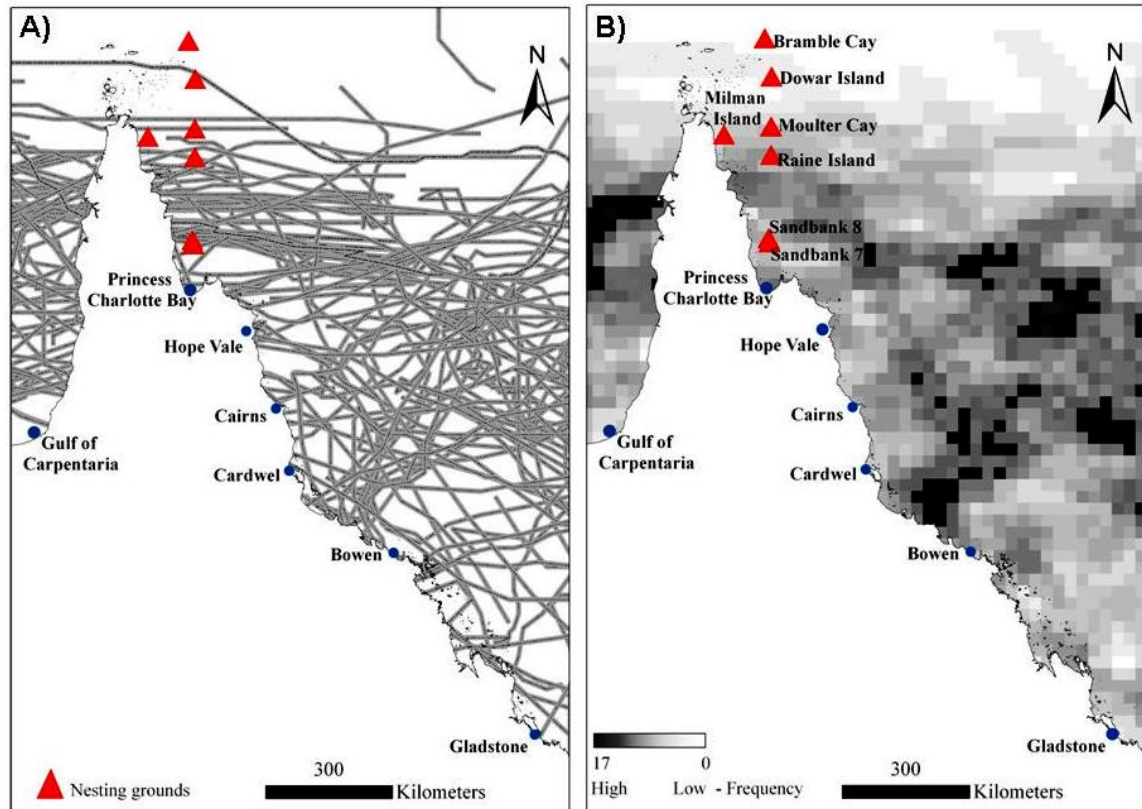 A)
N
Princess
Charlotte Bay
Hope Vale
Cairns
Gulf of
Carpentaria
Cardwel
Bowen
Gladstone
Nesting grounds
300
Kilometers
B)
N
Bramble Cay
Dowar Island
Milman
Island
Moulter Cay
Raine Island
Sandbank 8
Sandbank 7
Princess
Charlotte Bay
Hope Vale
Cairns
Gulf of
Carpentaria
Cardwel
Bowen
Gladstone
17 0
High Low - Frequency
300
Kilometers